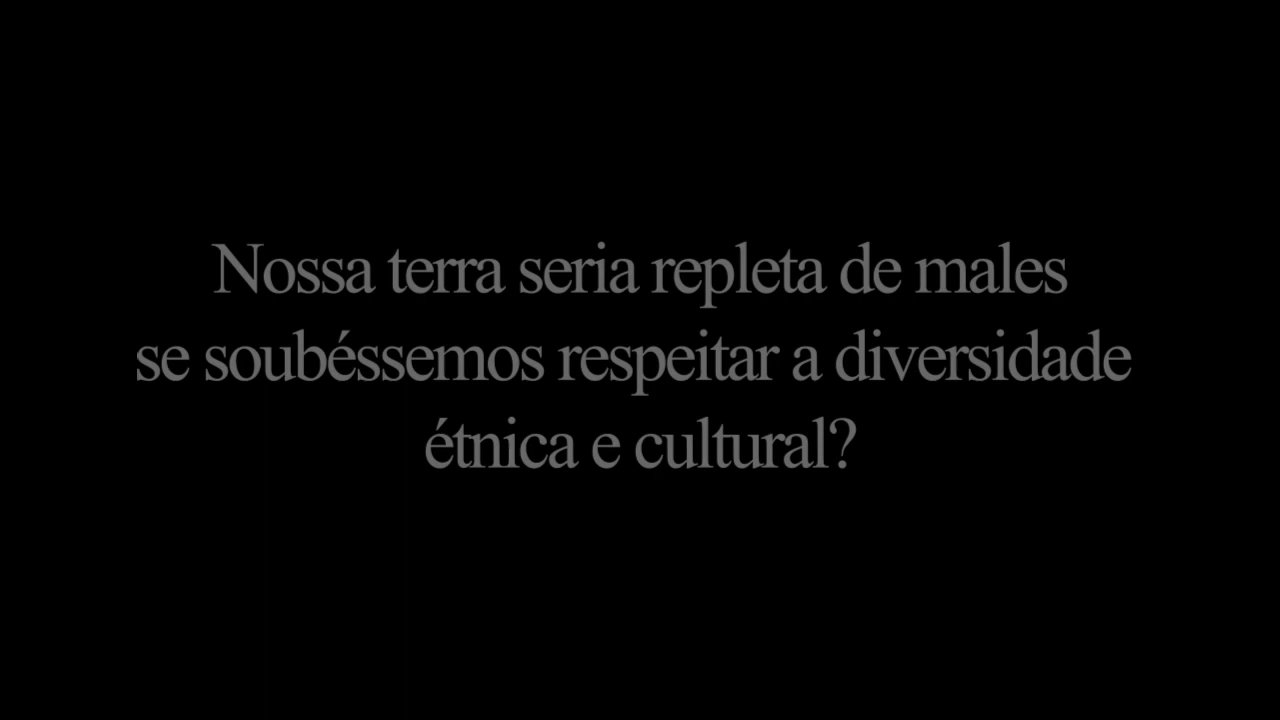 Nossa terra seria repleta de males
se soubéssemos respeitar a diversidade
étnica e cultural?